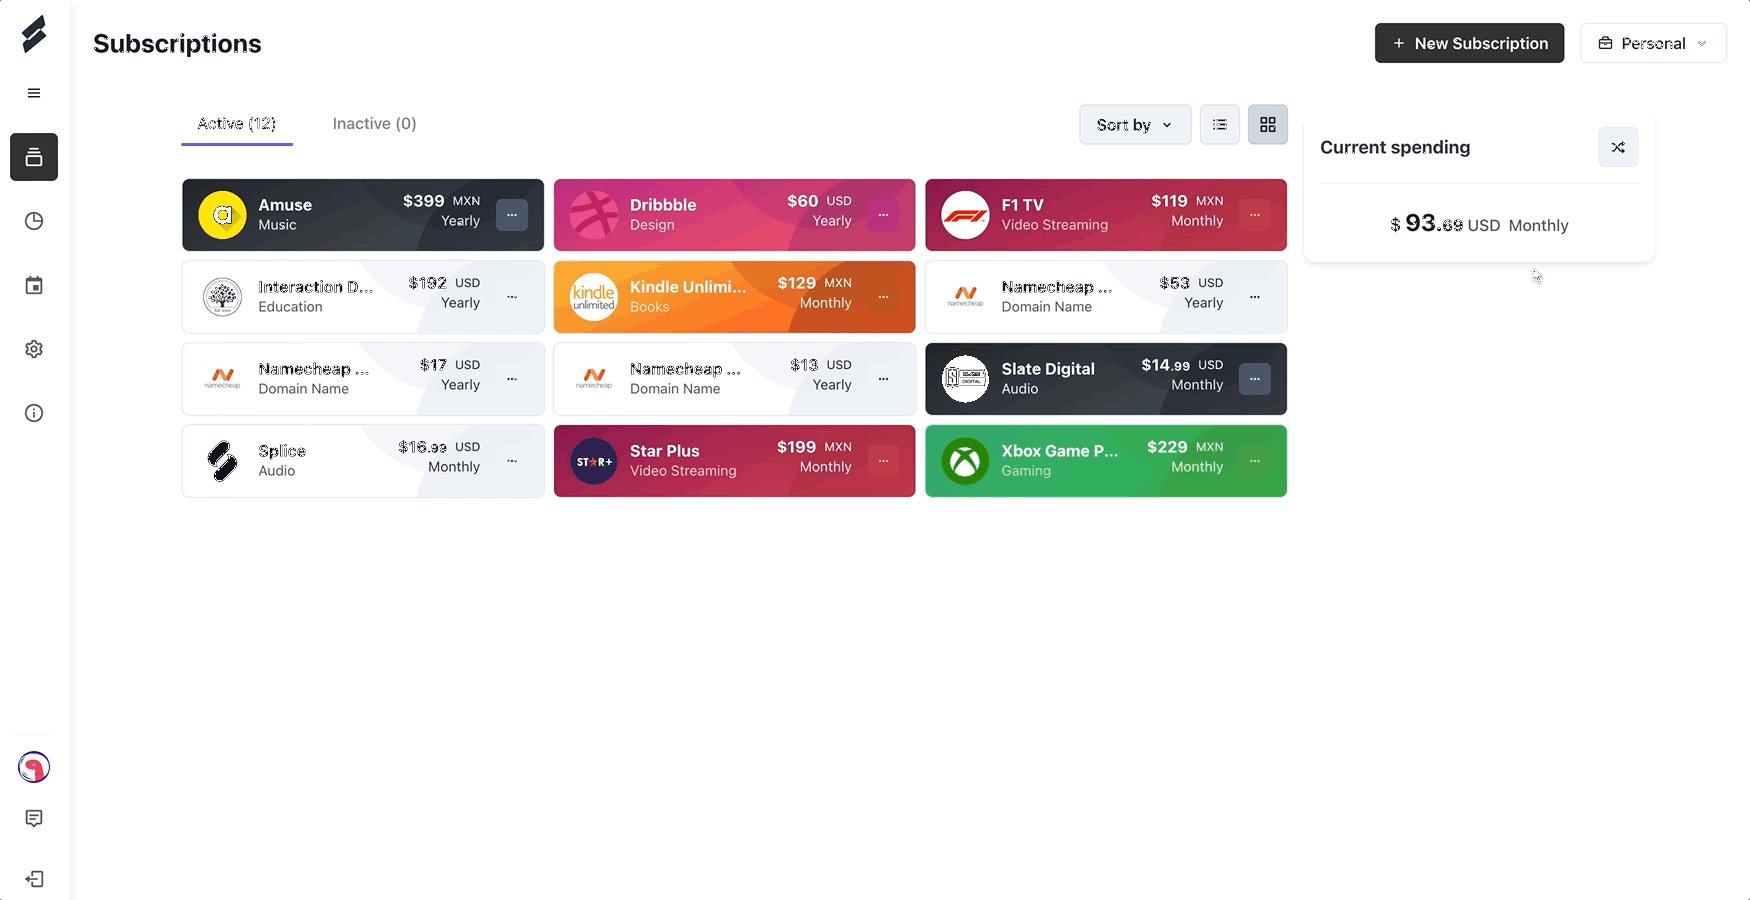 Subscriptions
+ New Subscription
Personal
Active (12)
Inactive (0)
Sort by
Current spending
$ 93.69 USD Monthly
Amuse
$399 MXN
Music
Yearly
Dribbble
$60 USD
Design
Yearly
F1 TV
$119 MXN
Video Streaming
Monthly
Interaction D...
$192 USD
Education
Yearly
kindle
unlimited
Kindle Unlimi...
$129 MXN
Books
Monthly
namecheap
Namecheap ...
$53 USD
Domain Name
Yearly
namecheap
Namecheap ...
$17 USD
Domain Name
Yearly
namecheap
Namecheap ...
$13 USD
Domain Name
Yearly
DIGITAL
Slate Digital
$14.99 USD
Audio
Monthly
Splice
$16.99 USD
Audio
Monthly
ST★R+
Star Plus
$199 MXN
Video Streaming
Monthly
Xbox Game P...
$229 MXN
Gaming
Monthly